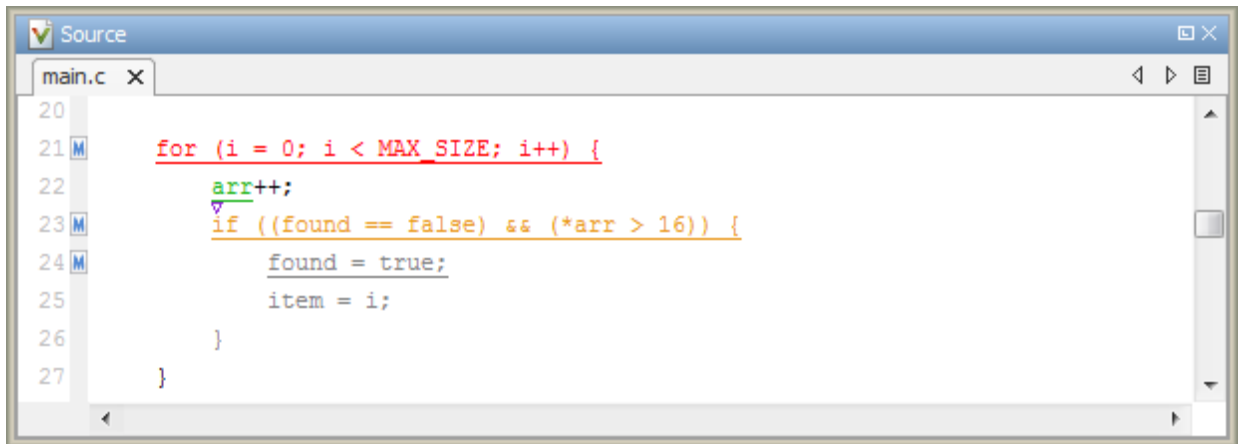 Source
main.c
20
21 M for (i = 0; i < MAX_SIZE; i++) {
22 arr++;
23 M if ((found == false) && (*arr > 16)) {
24 M found = true;
25 item = i;
26 }
27 }